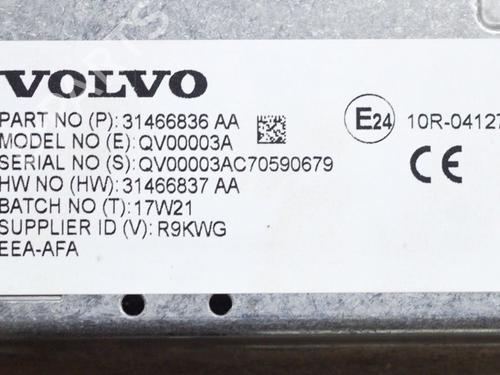 VOLVO
PART NO (P): 31466836 AA
MODEL NO (E): QV00003A
SERIAL NO (S): QV00003AC70590679
HW NO (HW): 31466837 AA
BATCH NO (T): 17W21
SUPPLIER ID (V): R9KWG
EEA-AFA
E24 10R-04127
CE